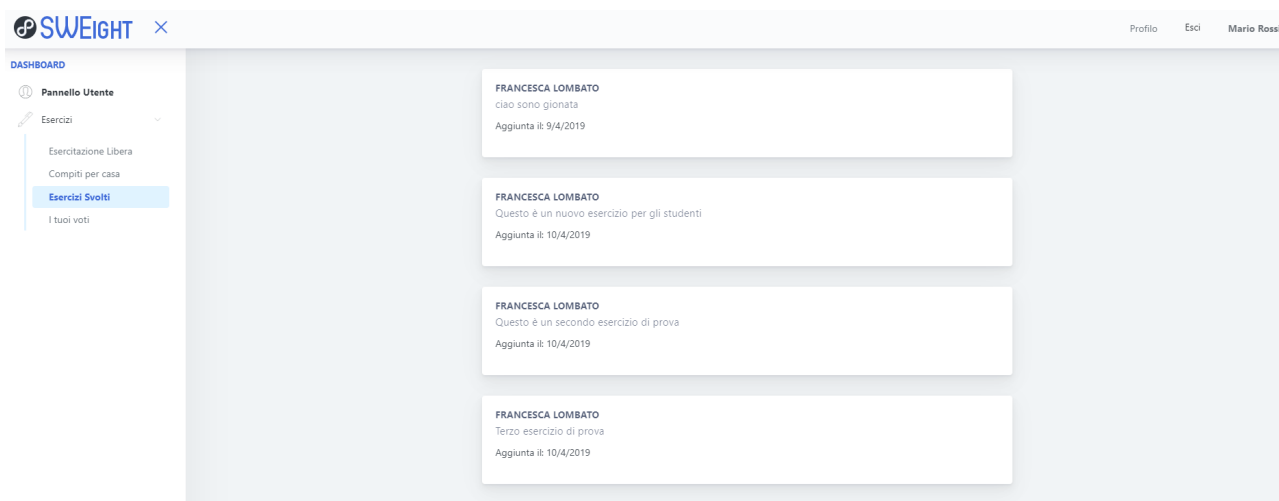 SWEIGHT
Profilo
Esci
Mario Rossi
DASHBOARD
Pannello Utente
Esercizi
Esercitazione Libera
Compiti per casa
Esercizi Svolti
I tuoi voti
FRANCESCA LOMBATO
ciao sono gionata
Aggiunta il: 9/4/2019
FRANCESCA LOMBATO
Questo è un nuovo esercizio per gli studenti
Aggiunta il: 10/4/2019
FRANCESCA LOMBATO
Questo è un secondo esercizio di prova
Aggiunta il: 10/4/2019
FRANCESCA LOMBATO
Terzo esercizio di prova
Aggiunta il: 10/4/2019